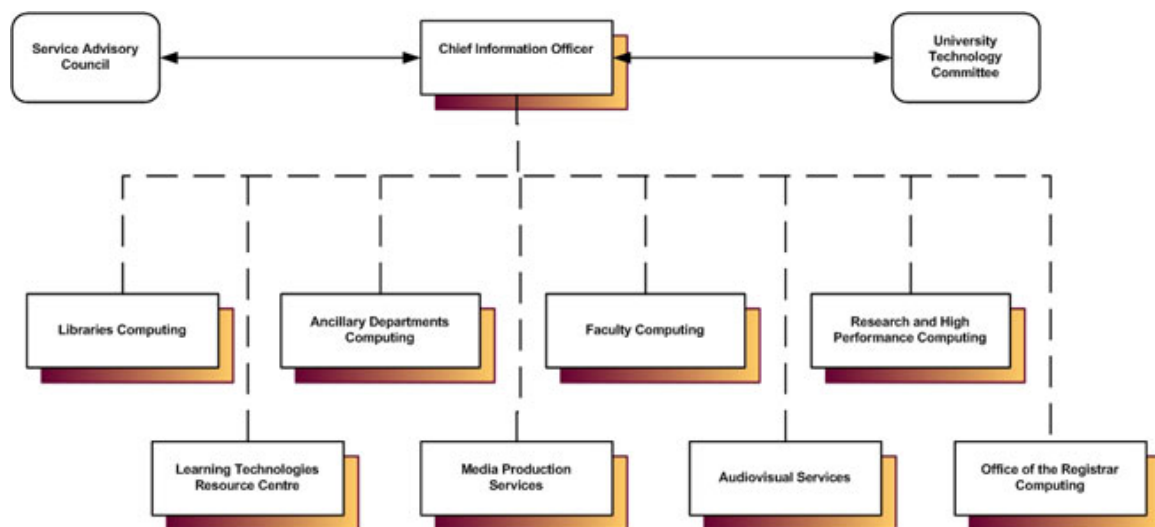 Service Advisory
Council
Chief Information Officer
University
Technology
Committee
Libraries Computing
Ancillary Departments
Computing
Faculty Computing
Research and High
Performance Computing
Learning Technologies
Resource Centre
Media Production
Services
Audiovisual Services
Office of the Registrar
Computing